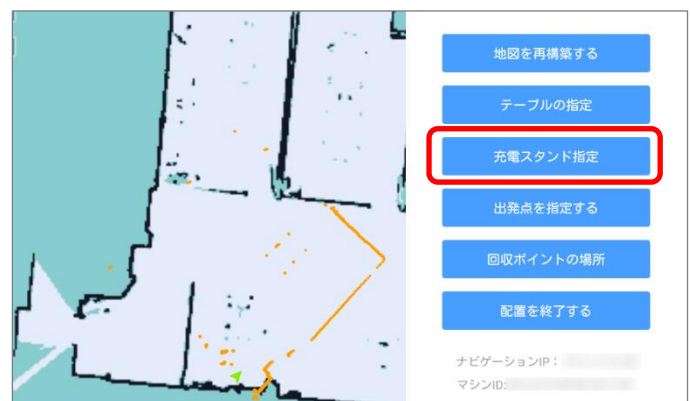 地図を再構築する
テーブルの指定
充電スタンド指定
出発点を指定する
回収ポイントの場所
配置を終了する
ナビゲーションIP：
マシンID: